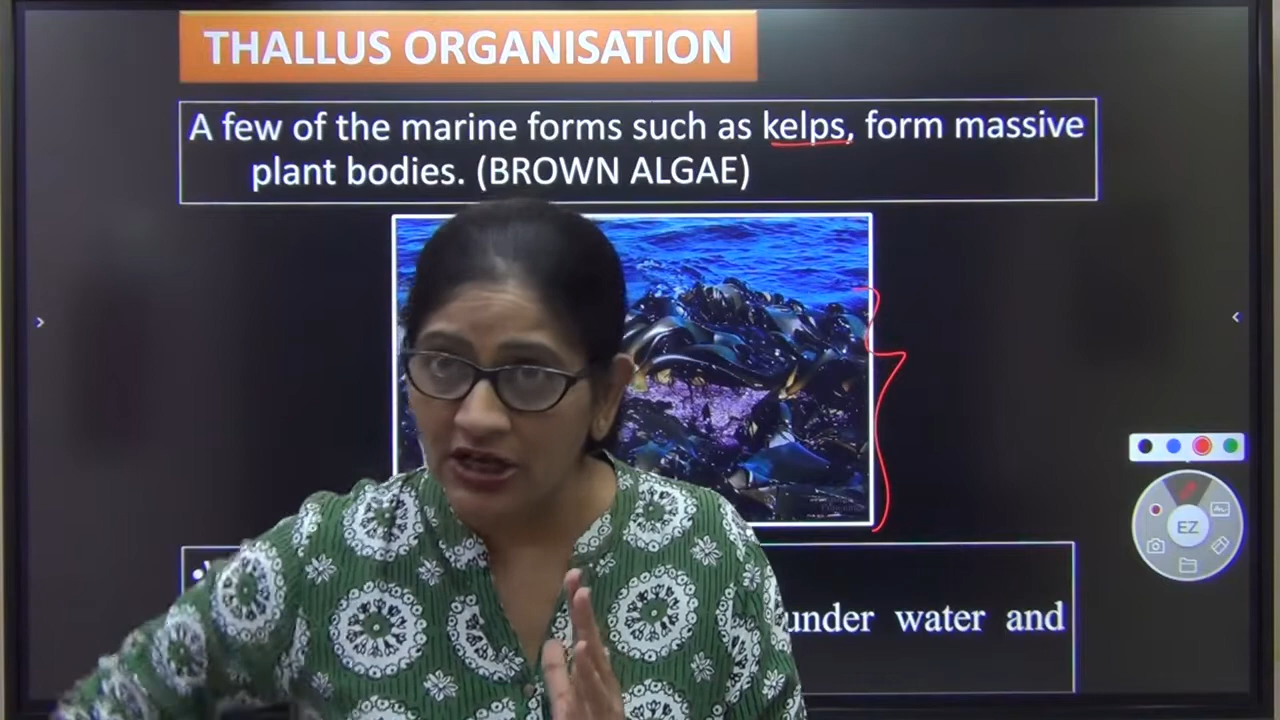 THALLUS ORGANISATION
A few of the marine forms such as kelps, form massive
plant bodies. (BROWN ALGAE)
under water and
EZ